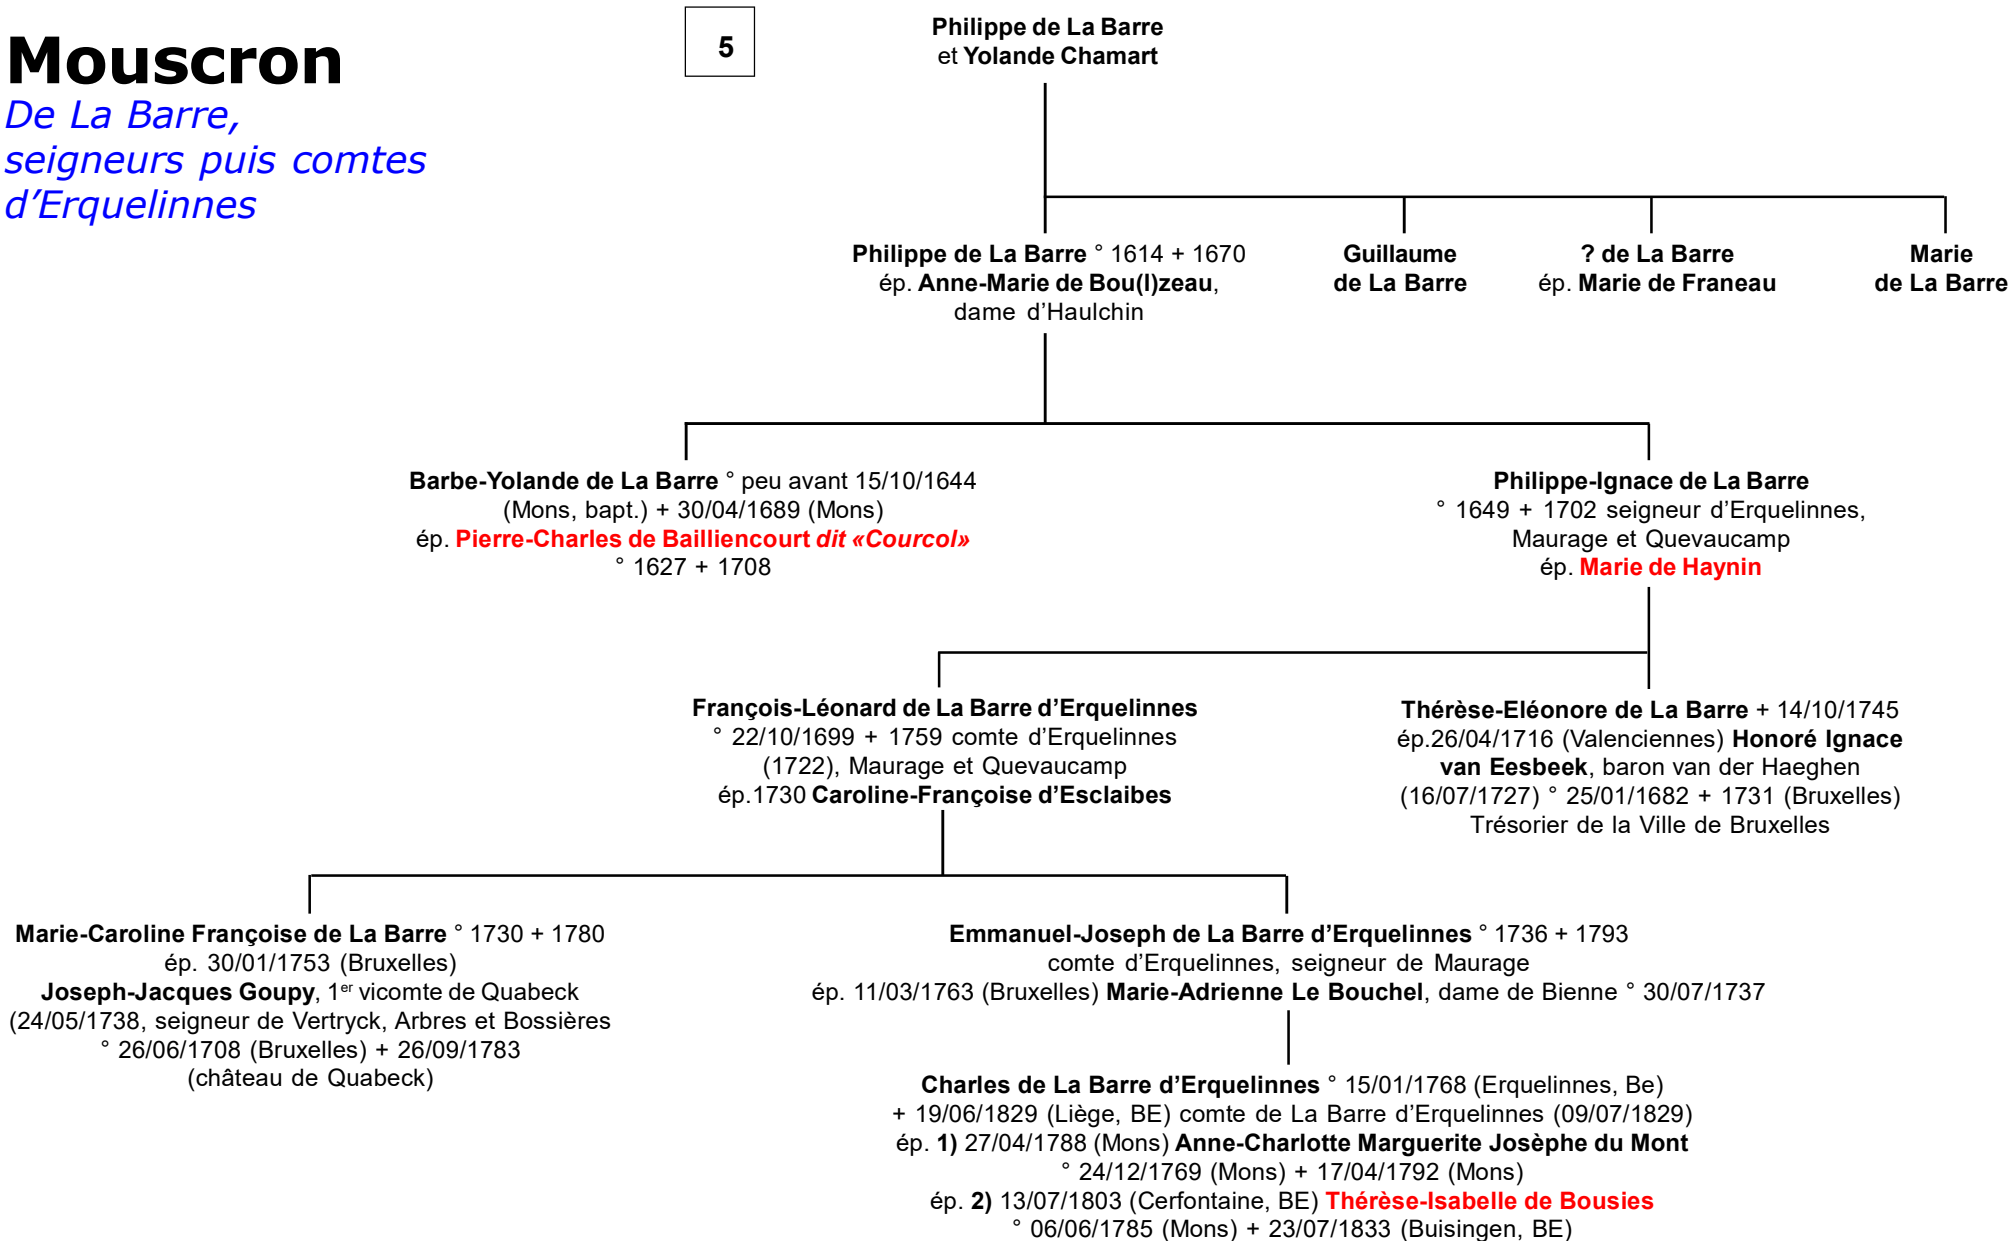 Mouscron
De La Barre,
seigneurs puis comtes
d’Erquelinnes
5
Philippe de La Barre
et Yolande Chamart
Philippe de La Barre ° 1614 + 1670
ép. Anne-Marie de Bou(l)zeau,
dame d’Haulchin
Guillaume
de La Barre
? de La Barre
ép. Marie de Franeau
Marie
de La Barre
Barbe-Yolande de La Barre ° peu avant 15/10/1644
(Mons, bapt.) + 30/04/1689 (Mons)
ép. Pierre-Charles de Bailliencourt dit «Courcol»
° 1627 + 1708
Philippe-Ignace de La Barre
° 1649 + 1702 seigneur d’Erquelinnes,
Maurage et Quevaucamp
ép. Marie de Haynin
François-Léonard de La Barre d’Erquelinnes
° 22/10/1699 + 1759 comte d’Erquelinnes
(1722), Maurage et Quevaucamp
ép.1730 Caroline-Françoise d’Esclaibes
Thérèse-Eléonore de La Barre + 14/10/1745
ép.26/04/1716 (Valenciennes) Honoré Ignace
van Eesbeek, baron van der Haeghen
(16/07/1727) ° 25/01/1682 + 1731 (Bruxelles)
Trésorier de la Ville de Bruxelles
Marie-Caroline Françoise de La Barre ° 1730 + 1780
ép. 30/01/1753 (Bruxelles)
Joseph-Jacques Goupy, 1er vicomte de Quabeck
(24/05/1738, seigneur de Vertryck, Arbres et Bossières
° 26/06/1708 (Bruxelles) + 26/09/1783
(château de Quabeck)
Emmanuel-Joseph de La Barre d’Erquelinnes ° 1736 + 1793
comte d’Erquelinnes, seigneur de Maurage
ép. 11/03/1763 (Bruxelles) Marie-Adrienne Le Bouchel, dame de Bienne ° 30/07/1737
Charles de La Barre d’Erquelinnes ° 15/01/1768 (Erquelinnes, Be)
+ 19/06/1829 (Liège, BE) comte de La Barre d’Erquelinnes (09/07/1829)
ép. 1) 27/04/1788 (Mons) Anne-Charlotte Marguerite Josèphe du Mont
° 24/12/1769 (Mons) + 17/04/1792 (Mons)
ép. 2) 13/07/1803 (Cerfontaine, BE) Thérèse-Isabelle de Bousies
° 06/06/1785 (Mons) + 23/07/1833 (Buisingen, BE)